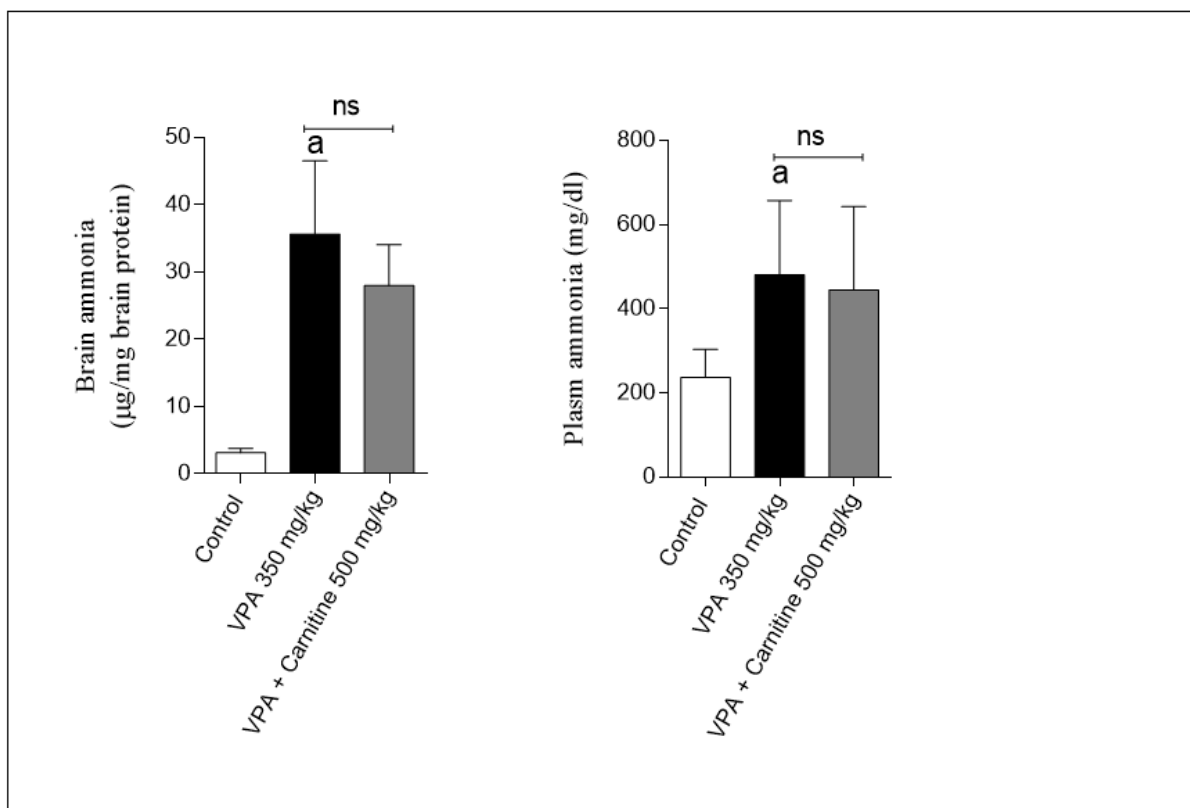 ns
a
50
40
30
20
10
0
Brain ammonia
(µg/mg brain protein)
Control
VPA 350 mg/kg
VPA + Carnitine 500 mg/kg
ns
a
800
600
400
200
0
Plasm ammonia (mg/dl)
Control
VPA 350 mg/kg
VPA + Carnitine 500 mg/kg